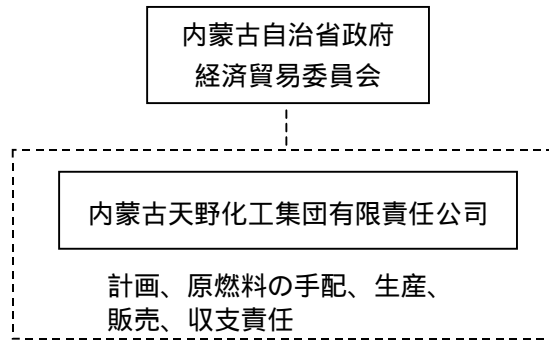 内蒙古自治省政府
経済貿易委員会
内蒙古天野化工集団有限責任公司
計画、原燃料の手配、生産、
販売、収支責任